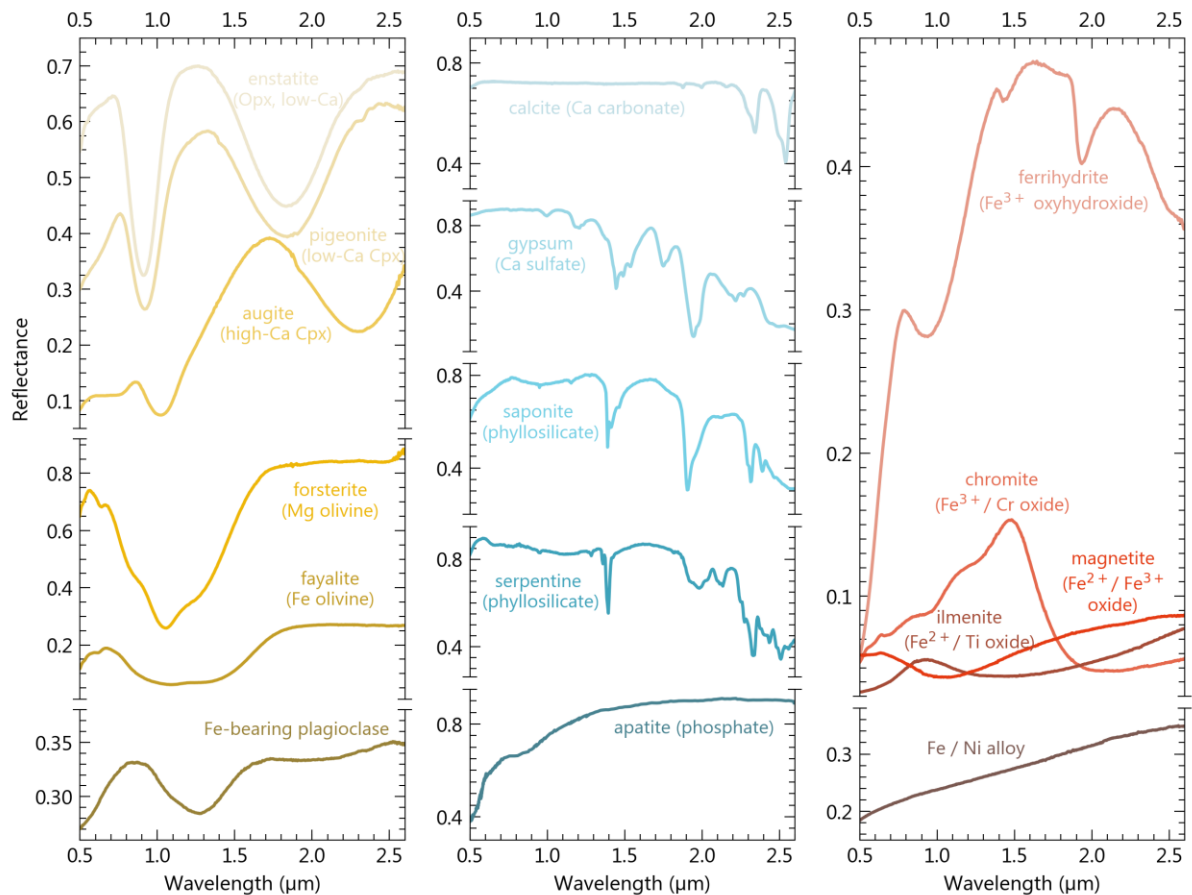 0.5 1.0 1.5 2.0 2.5
0.7
0.6
0.5
0.4
0.3
0.2
0.1
enstatite
(Opx, low-Ca)
pigeonite
(low-Ca Cpx)
augite
(high-Ca Cpx)
Reflectance
0.8
0.6
0.4
0.2
forsterite
(Mg olivine)
fayalite
(Fe olivine)
0.35
0.30
Fe-bearing plagioclase
0.5 1.0 1.5 2.0 2.5
Wavelength (µm)
0.5 1.0 1.5 2.0 2.5
0.8
0.4
calcite (Ca carbonate)
0.8
0.4
gypsum
(Ca sulfate)
0.8
0.4
saponite
(phyllosilicate)
0.8
0.4
serpentine
(phyllosilicate)
0.8
0.4
apatite (phosphate)
0.5 1.0 1.5 2.0 2.5
Wavelength (µm)
0.5 1.0 1.5 2.0 2.5
0.4
0.3
0.2
0.1
ferrihydrite
(Fe³⁺ oxyhydroxide)
chromite
(Fe³⁺ / Cr oxide)
magnetite
(Fe²⁺ / Fe³⁺
oxide)
ilmenite
(Fe²⁺ / Ti oxide)
0.3
0.2
Fe / Ni alloy
0.5 1.0 1.5 2.0 2.5
Wavelength (µm)